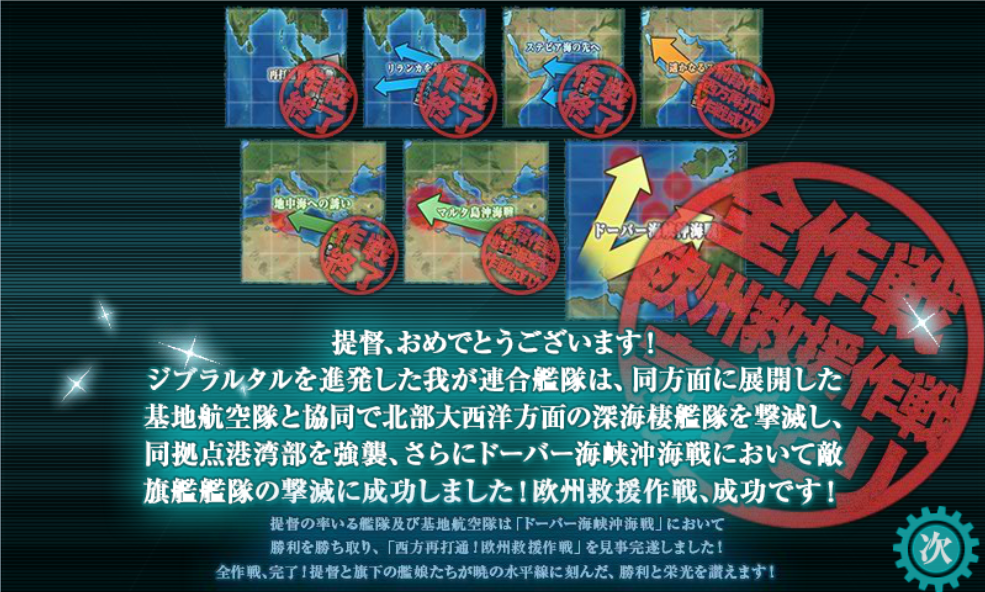 作戦終了
リランカを
作戦終了
ステビア海の先へ
作戦終了
遥かなる
地中海への誘い
作戦終了
マルタ島沖海戦
ドーバー海峡沖海戦
全作戦
欧州救援作戦
完了
提督、おめでとうございます！
ジブラルタルを進発した我が連合艦隊は、同方面に展開した
基地航空隊と協同で北部大西洋方面の深海棲艦隊を撃滅し、
同拠点港湾部を強襲、さらにドーバー海峡沖海戦において敵
旗艦艦隊の撃滅に成功しました！欧州救援作戦、成功です！
提督の率いる艦隊及び基地航空隊は「ドーバー海峡沖海戦」において
勝利を勝ち取り、「西方再打通！欧州救援作戦」を見事完遂しました！
全作戦、完了！提督と旗下の艦娘たちが暁の水平線に刻んだ、勝利と栄光を讃えます！
次